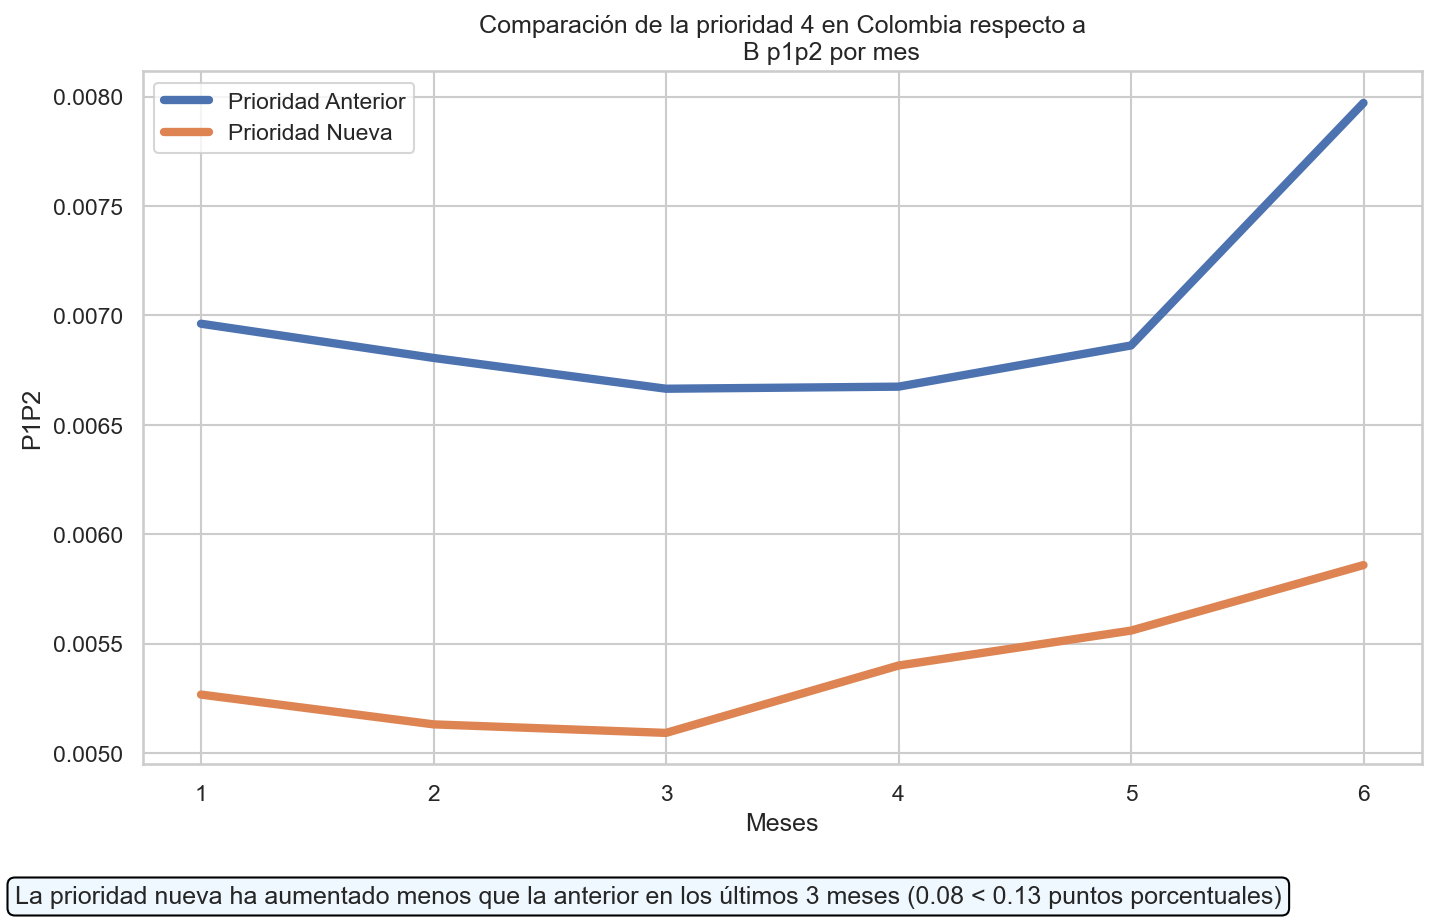 Comparación de la prioridad 4 en Colombia respecto a
B p1p2 por mes
Prioridad Anterior
Prioridad Nueva
P1P2
0.0080
0.0075
0.0070
0.0065
0.0060
0.0055
0.0050
1 2 3 4 5 6
Meses
La prioridad nueva ha aumentado menos que la anterior en los últimos 3 meses (0.08 < 0.13 puntos porcentuales)